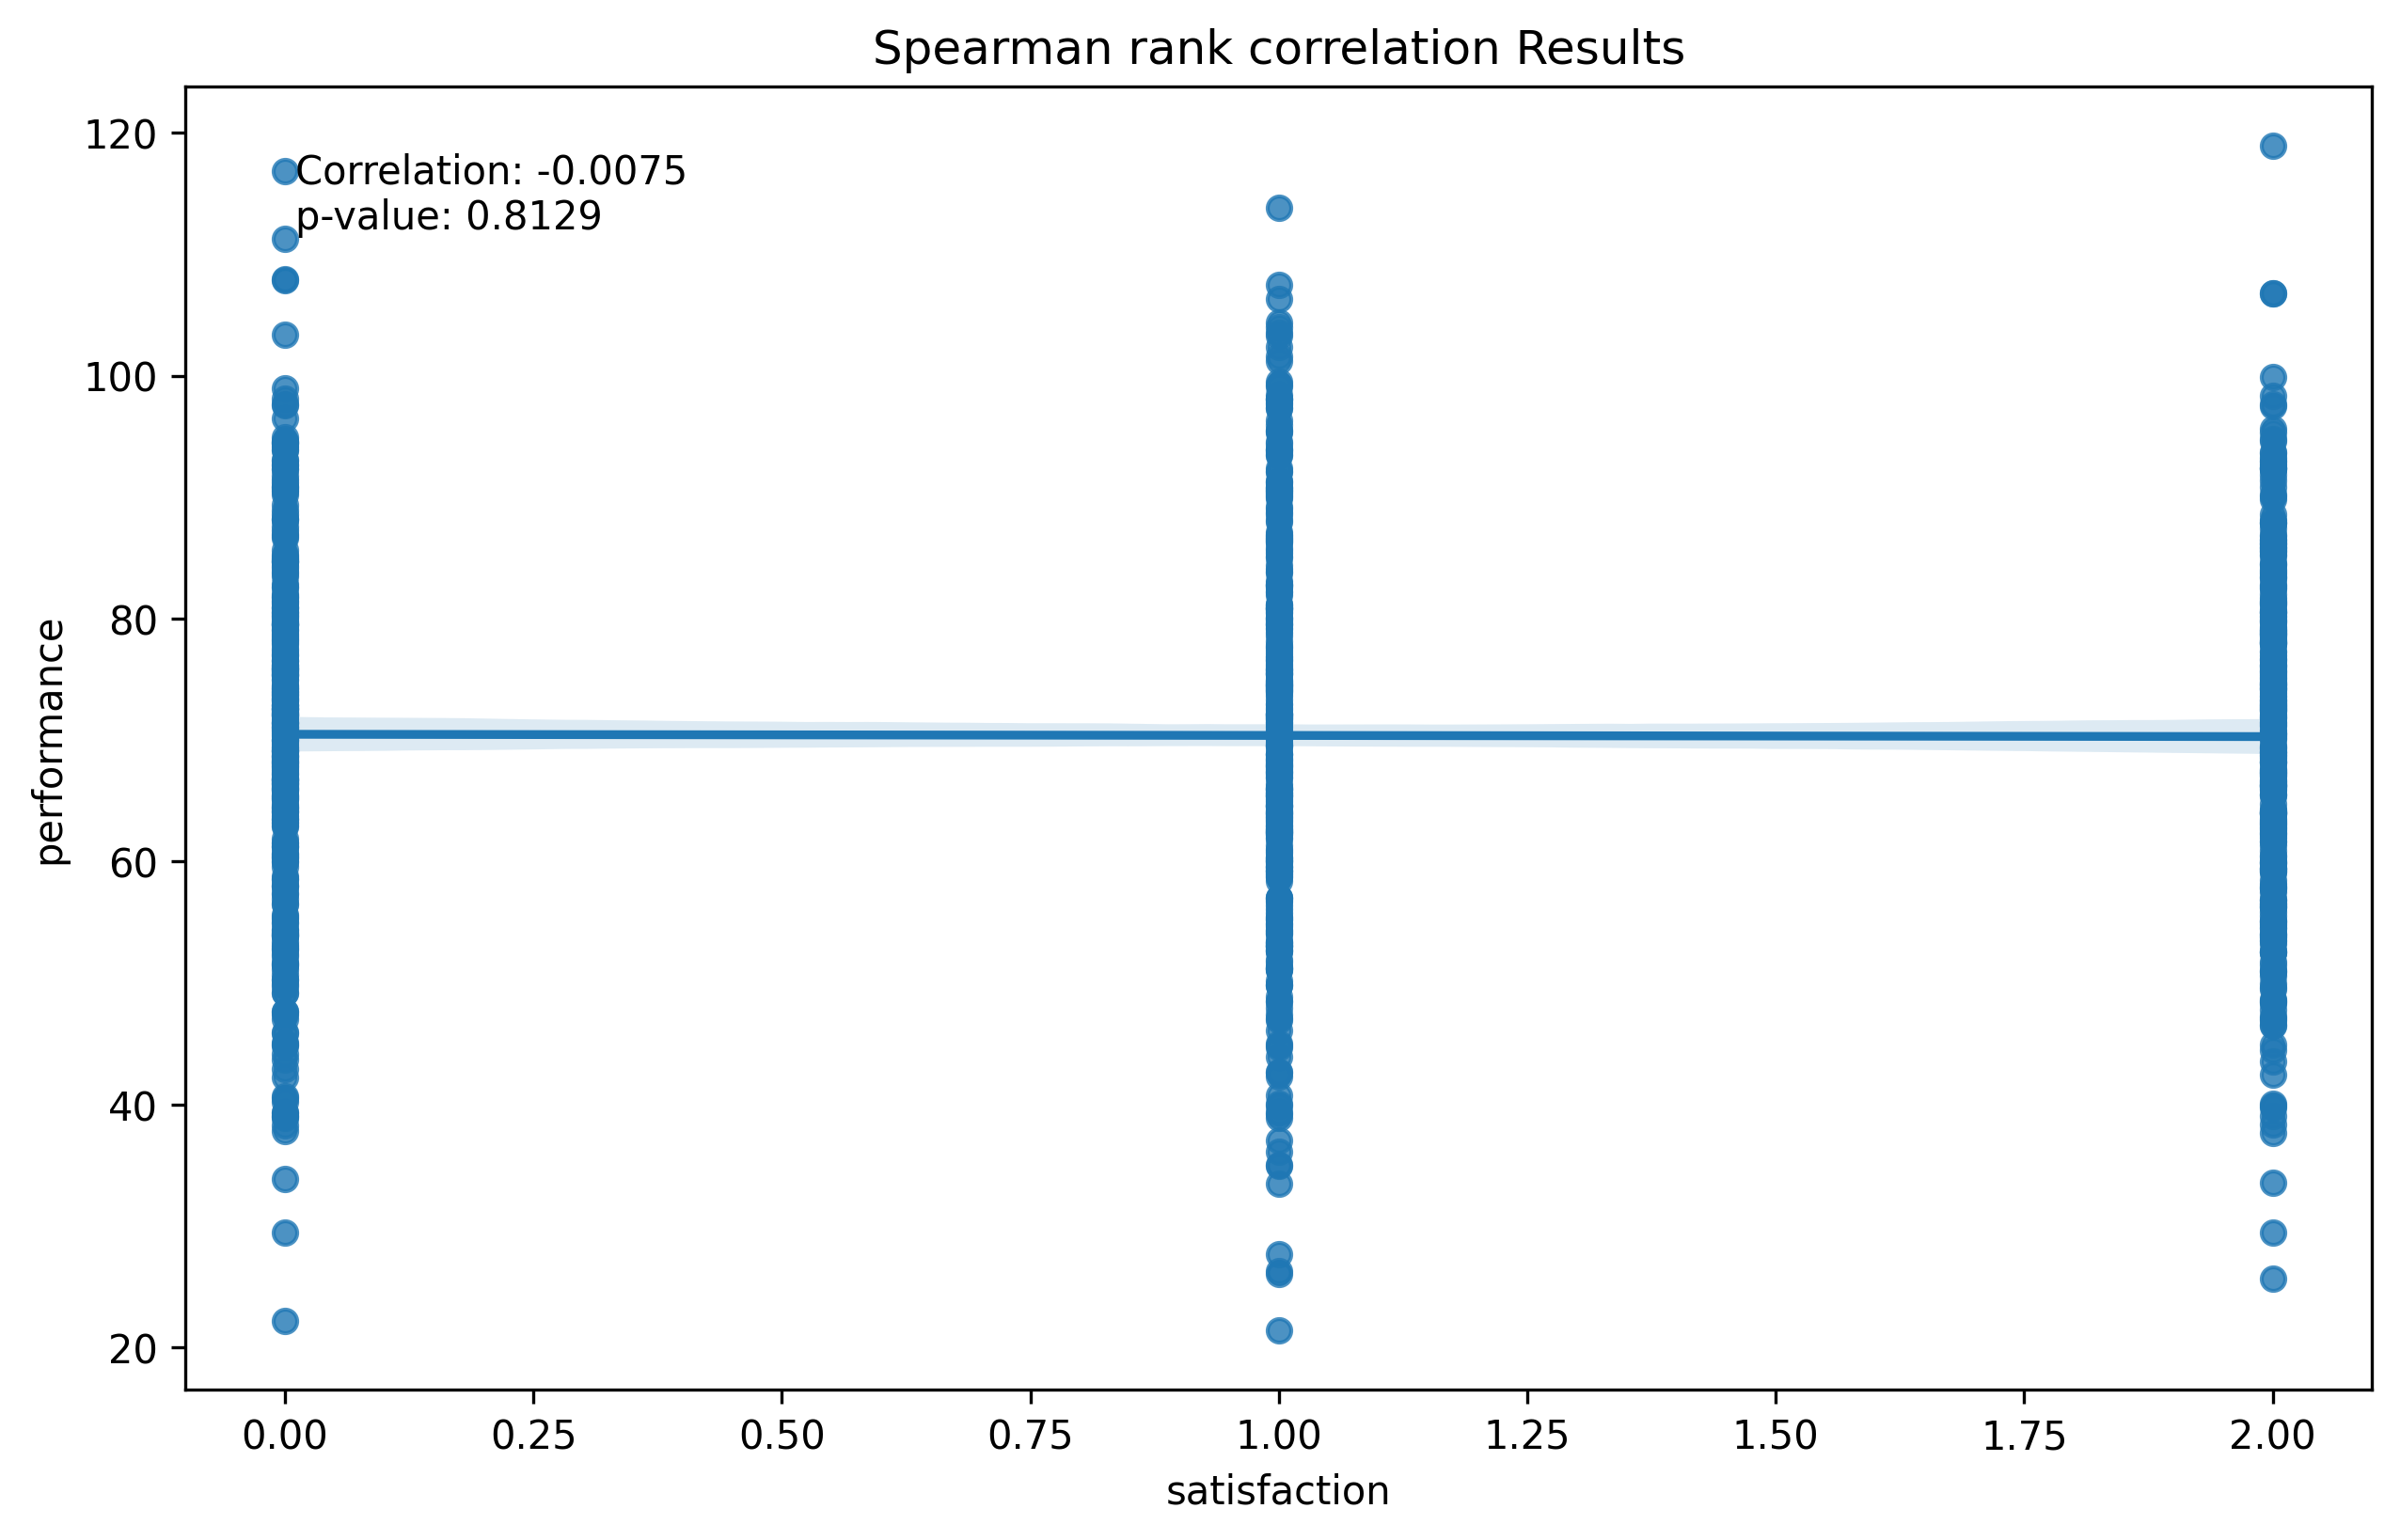 Spearman rank correlation Results
120
Correlation: -0.0075
p-value: 0.8129
100
80
performance
60
40
20
0.00 0.25 0.50 0.75 1.00 1.25 1.50 1.75 2.00
satisfaction